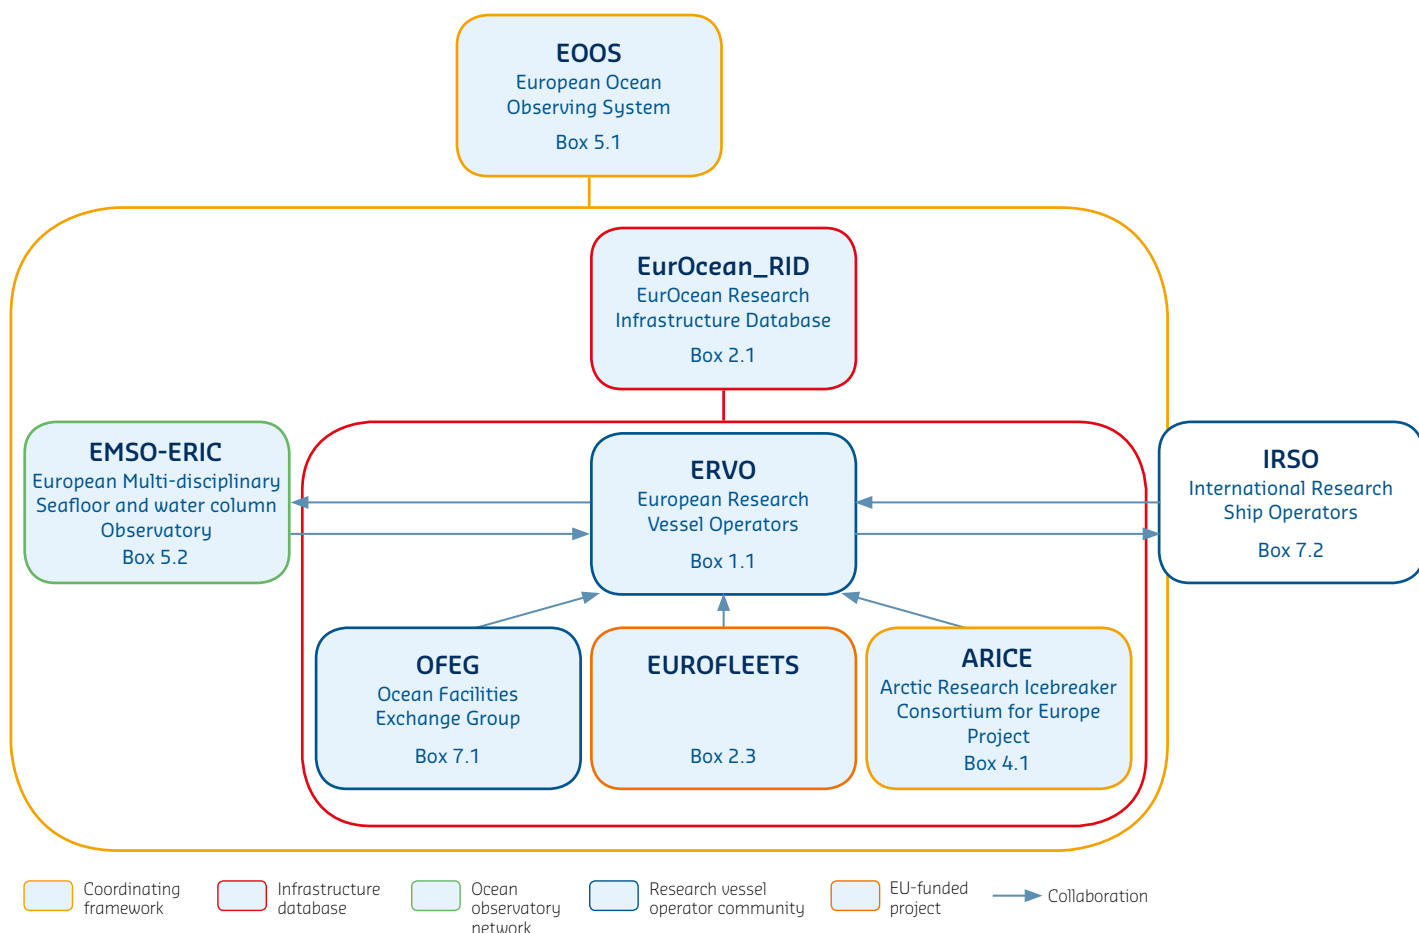 EOOS
European Ocean
Observing System
Box 5.1
EurOcean_RID
EurOcean Research
Infrastructure Database
Box 2.1
EMSO-ERIC
European Multi-disciplinary
Seafloor and water column
Observatory
Box 5.2
ERVO
European Research
Vessel Operators
Box 1.1
IRSO
International Research
Ship Operators
Box 7.2
OFEG
Ocean Facilities
Exchange Group
Box 7.1
EUROFLEETS
Box 2.3
ARICE
Arctic Research Icebreaker
Consortium for Europe
Project
Box 4.1
Coordinating
framework
Infrastructure
database
Ocean
observatory
network
Research vessel
operator community
EU-funded
project
Collaboration